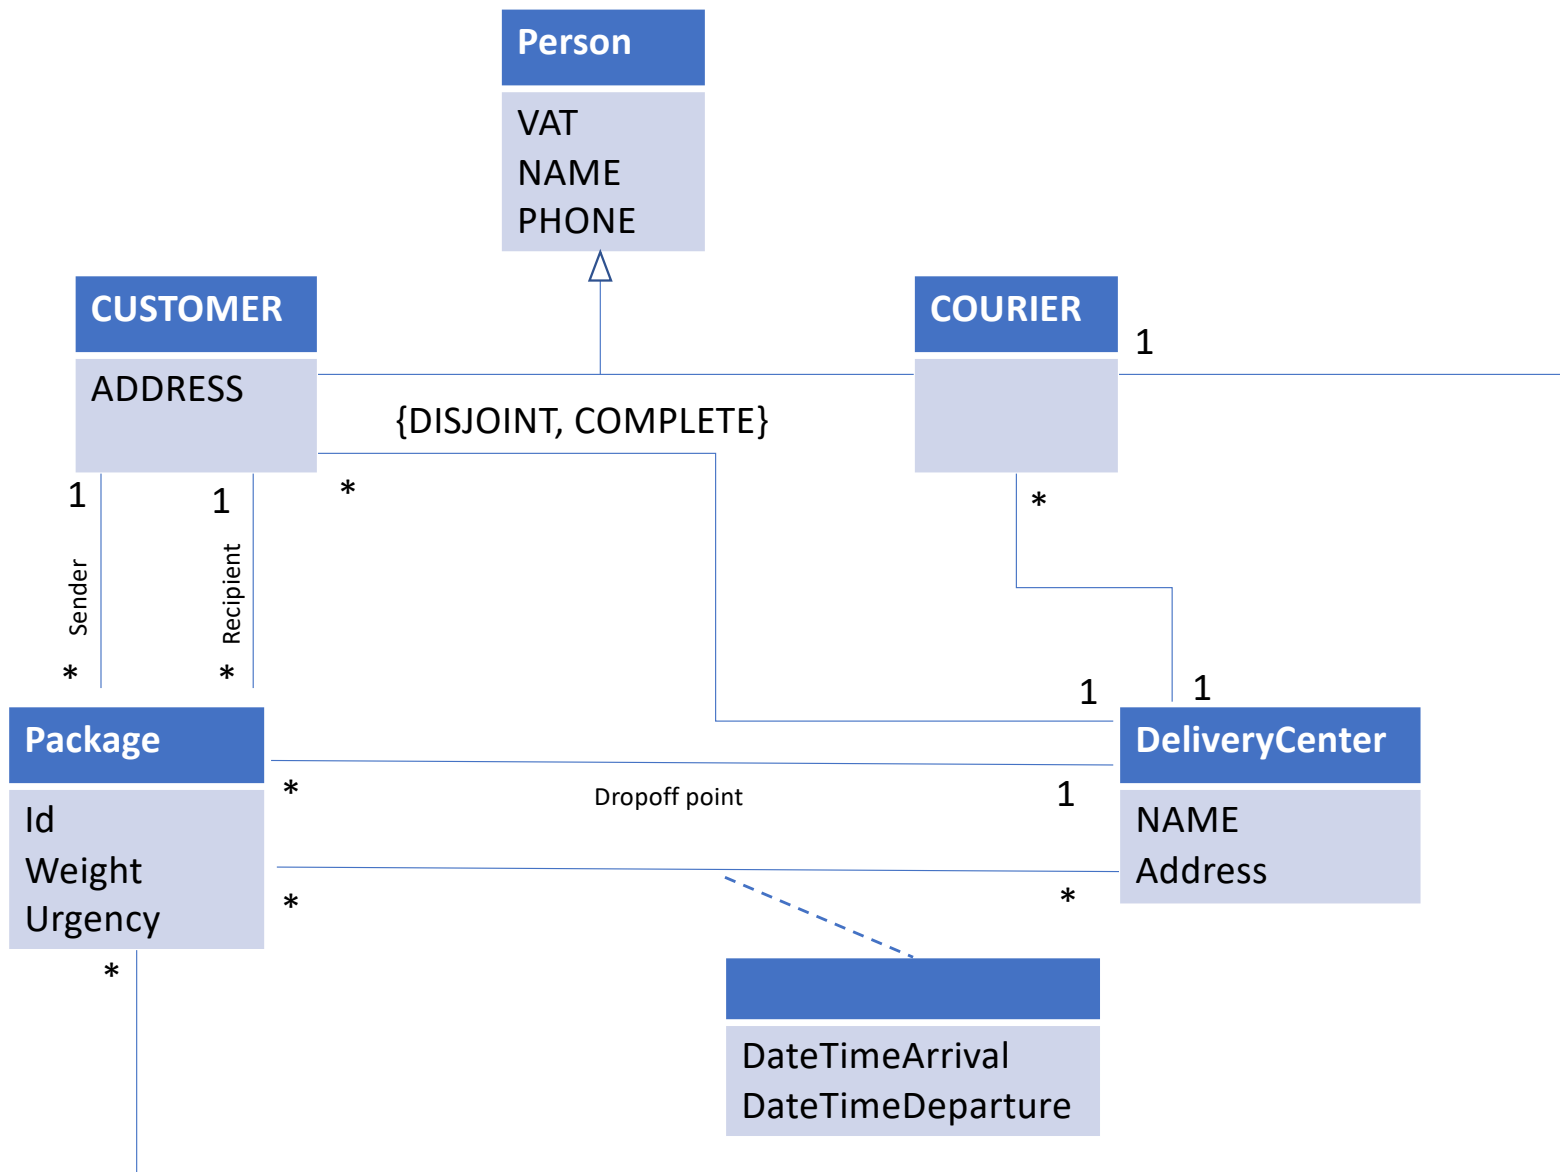 Person
VAT
NAME
PHONE
CUSTOMER
ADDRESS
COURIER
1
{DISJOINT, COMPLETE}
*
1
1
*
Sender
Recipient
*
*
1
1
Package
Id
Weight
Urgency
DeliveryCenter
NAME
Address
*
Dropoff point
1
*
*
*
DateTimeArrival
DateTimeDeparture